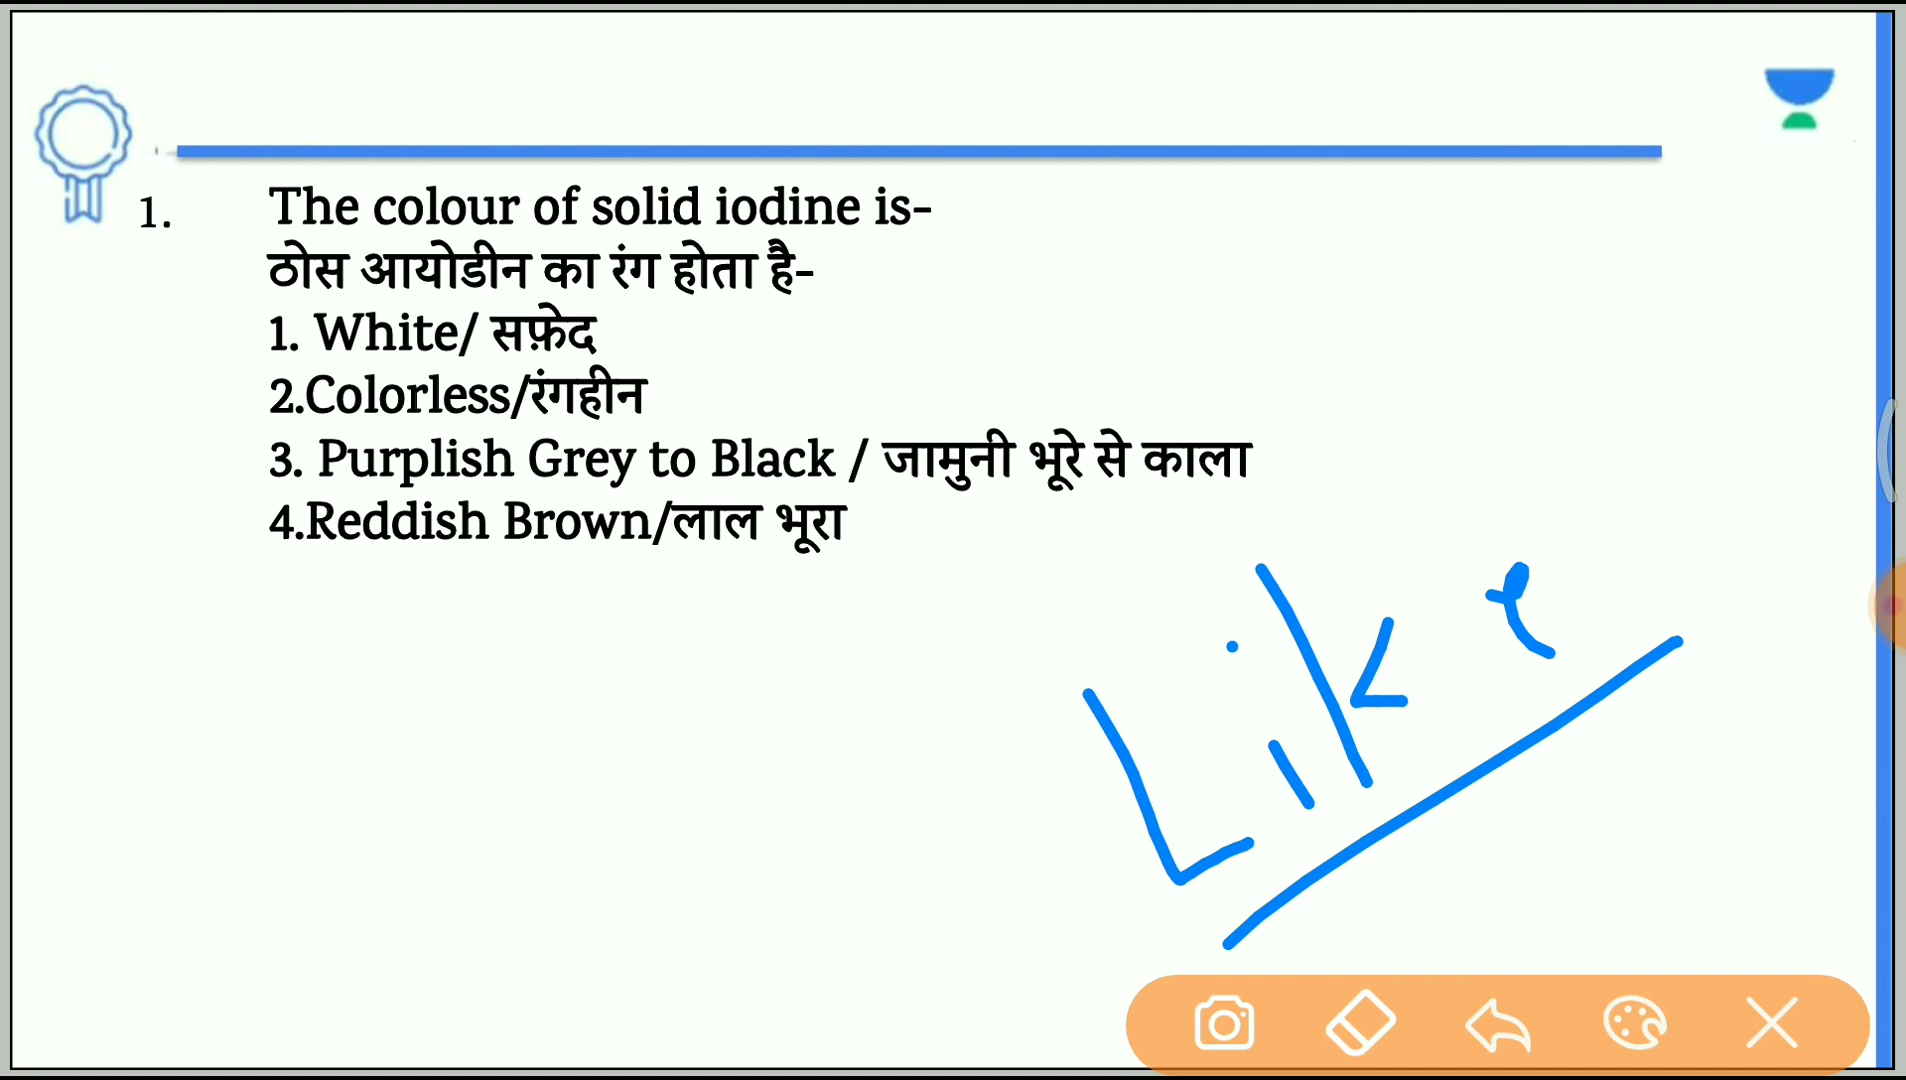 1. The colour of solid iodine is-
ठोस आयोडीन का रंग होता है-
1. White/ सफ़ेद
2.Colorless/रंगहीन
3. Purplish Grey to Black / जामुनी भूरे से काला
4.Reddish Brown/लाल भूरा
Like